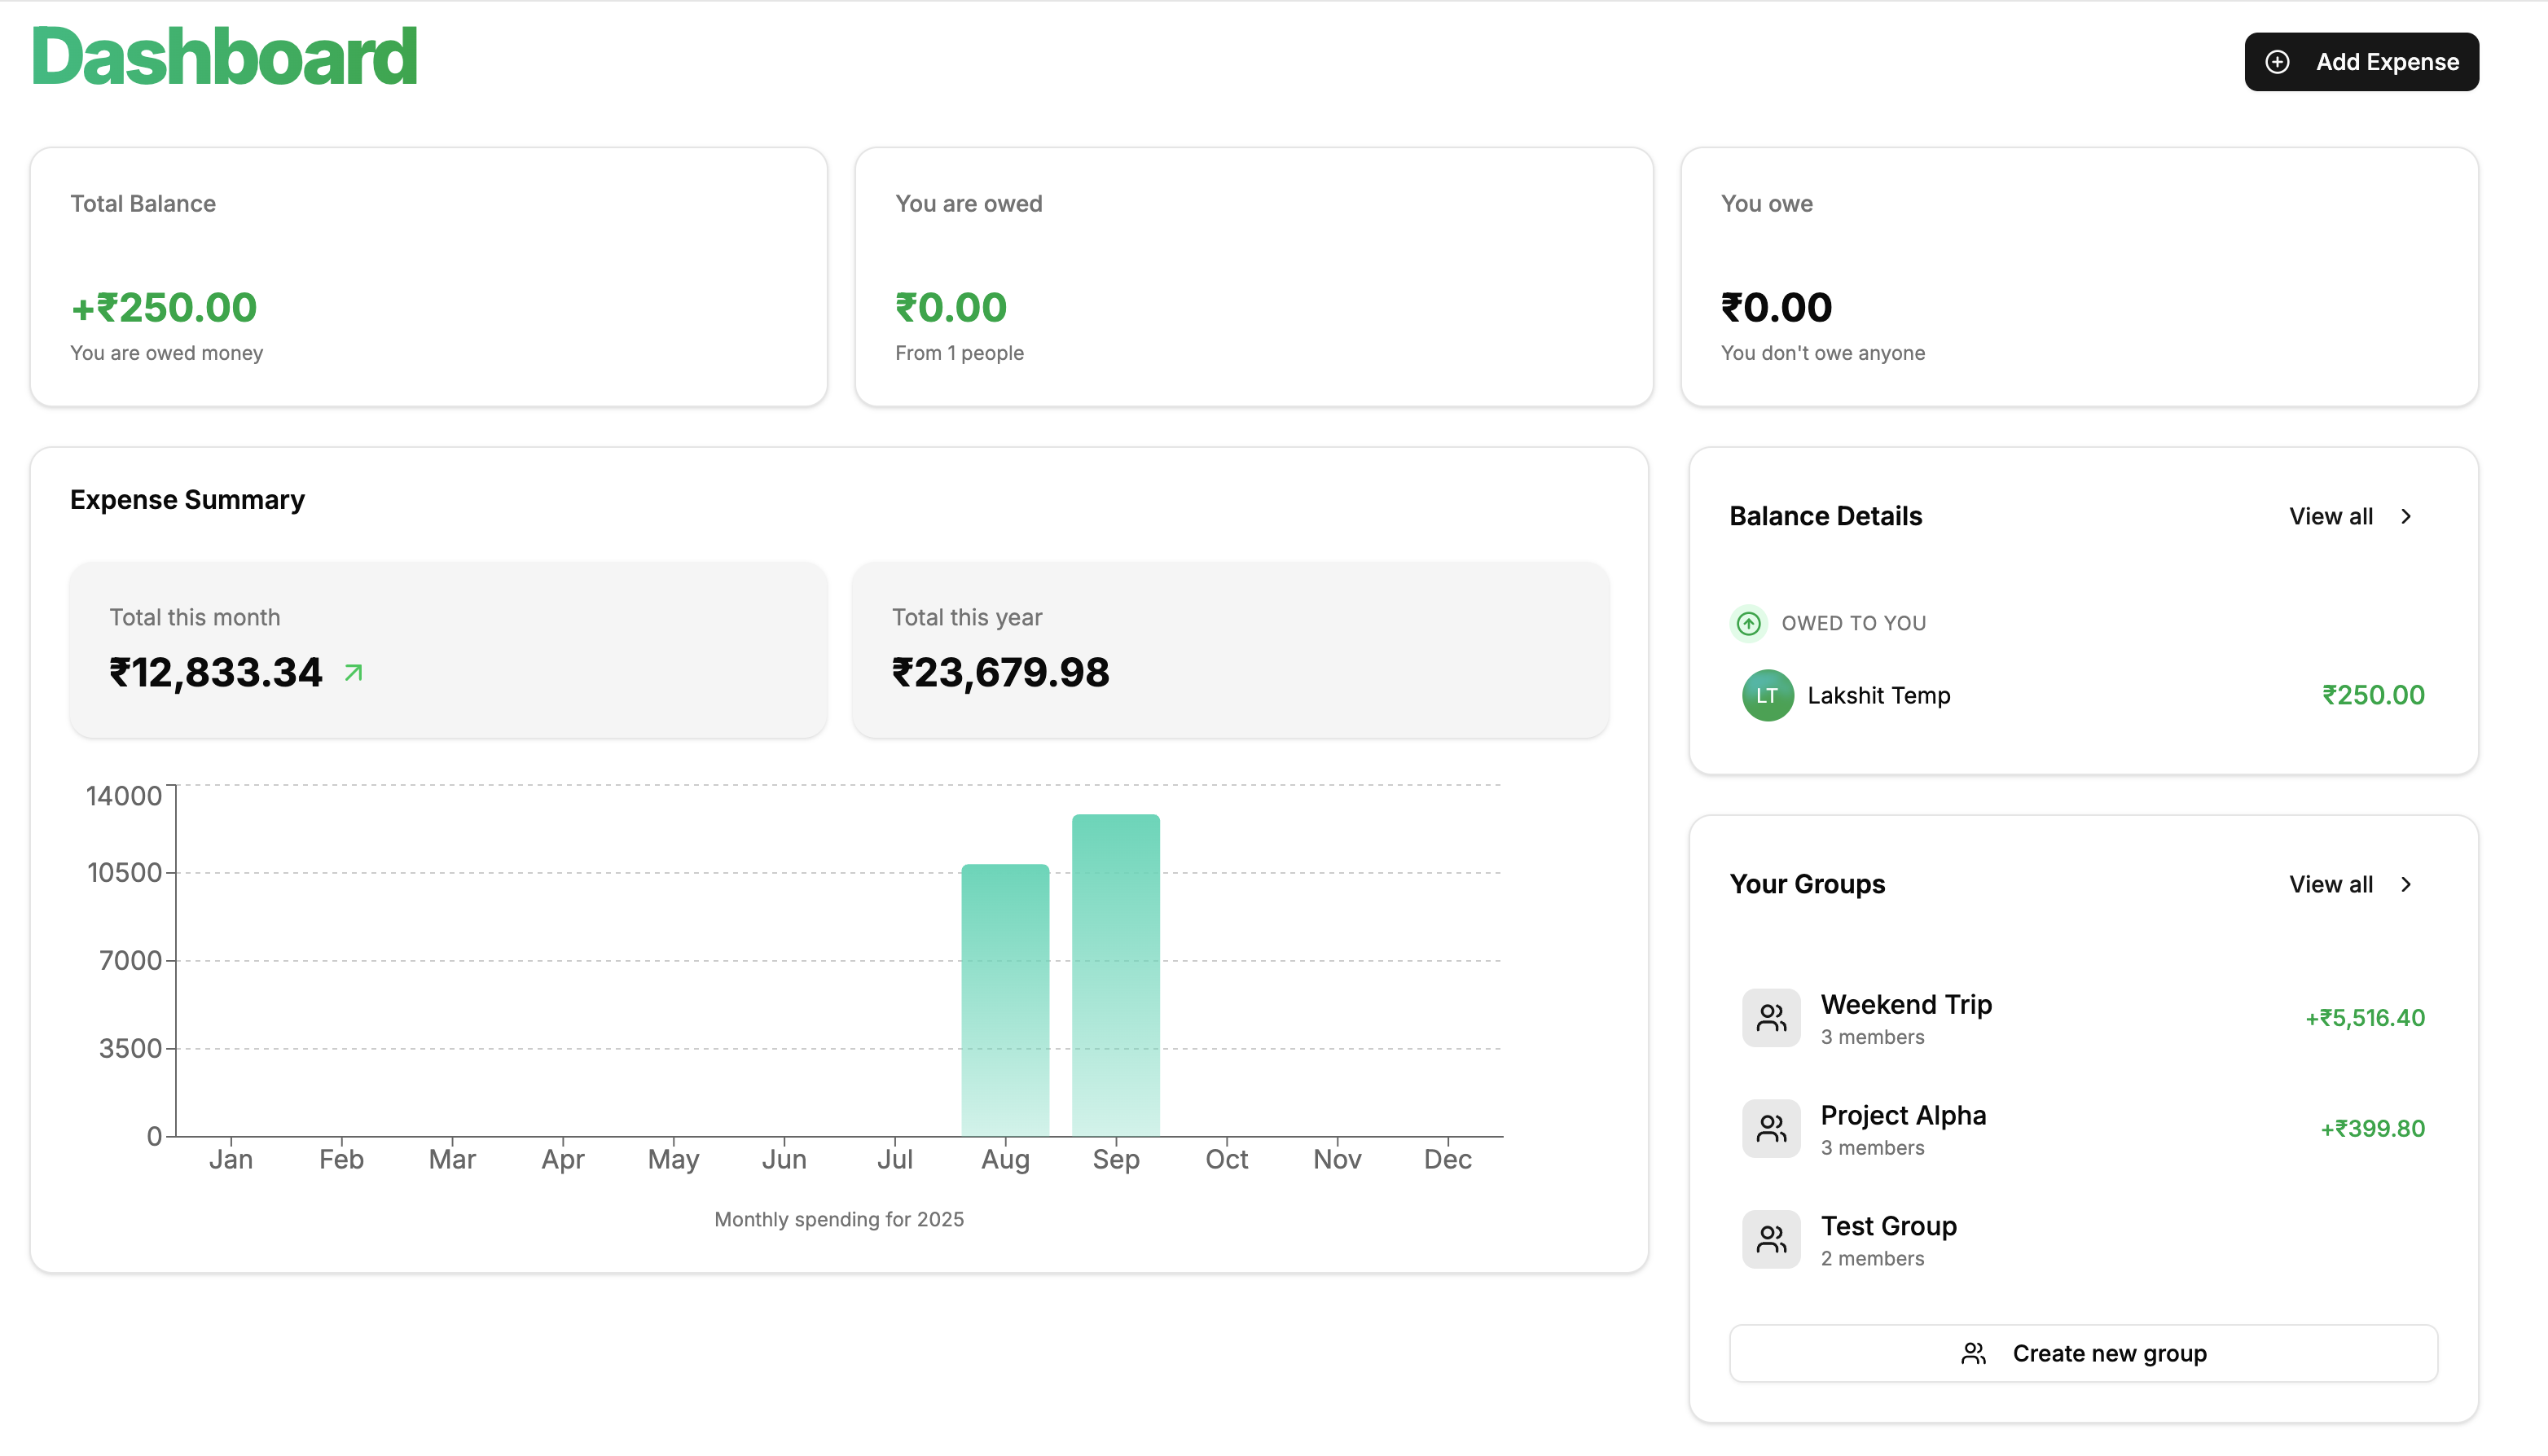 Dashboard
Add Expense
Total Balance
+₹250.00
You are owed money
You are owed
₹0.00
From 1 people
You owe
₹0.00
You don't owe anyone
Expense Summary
Total this month
₹12,833.34
Total this year
₹23,679.98
14000
10500
7000
3500
0
Jan Feb Mar Apr May Jun Jul Aug Sep Oct Nov Dec
Monthly spending for 2025
Balance Details View all
OWED TO YOU
LT Lakshit Temp ₹250.00
Your Groups View all
Weekend Trip
3 members
+₹5,516.40
Project Alpha
3 members
+₹399.80
Test Group
2 members
Create new group